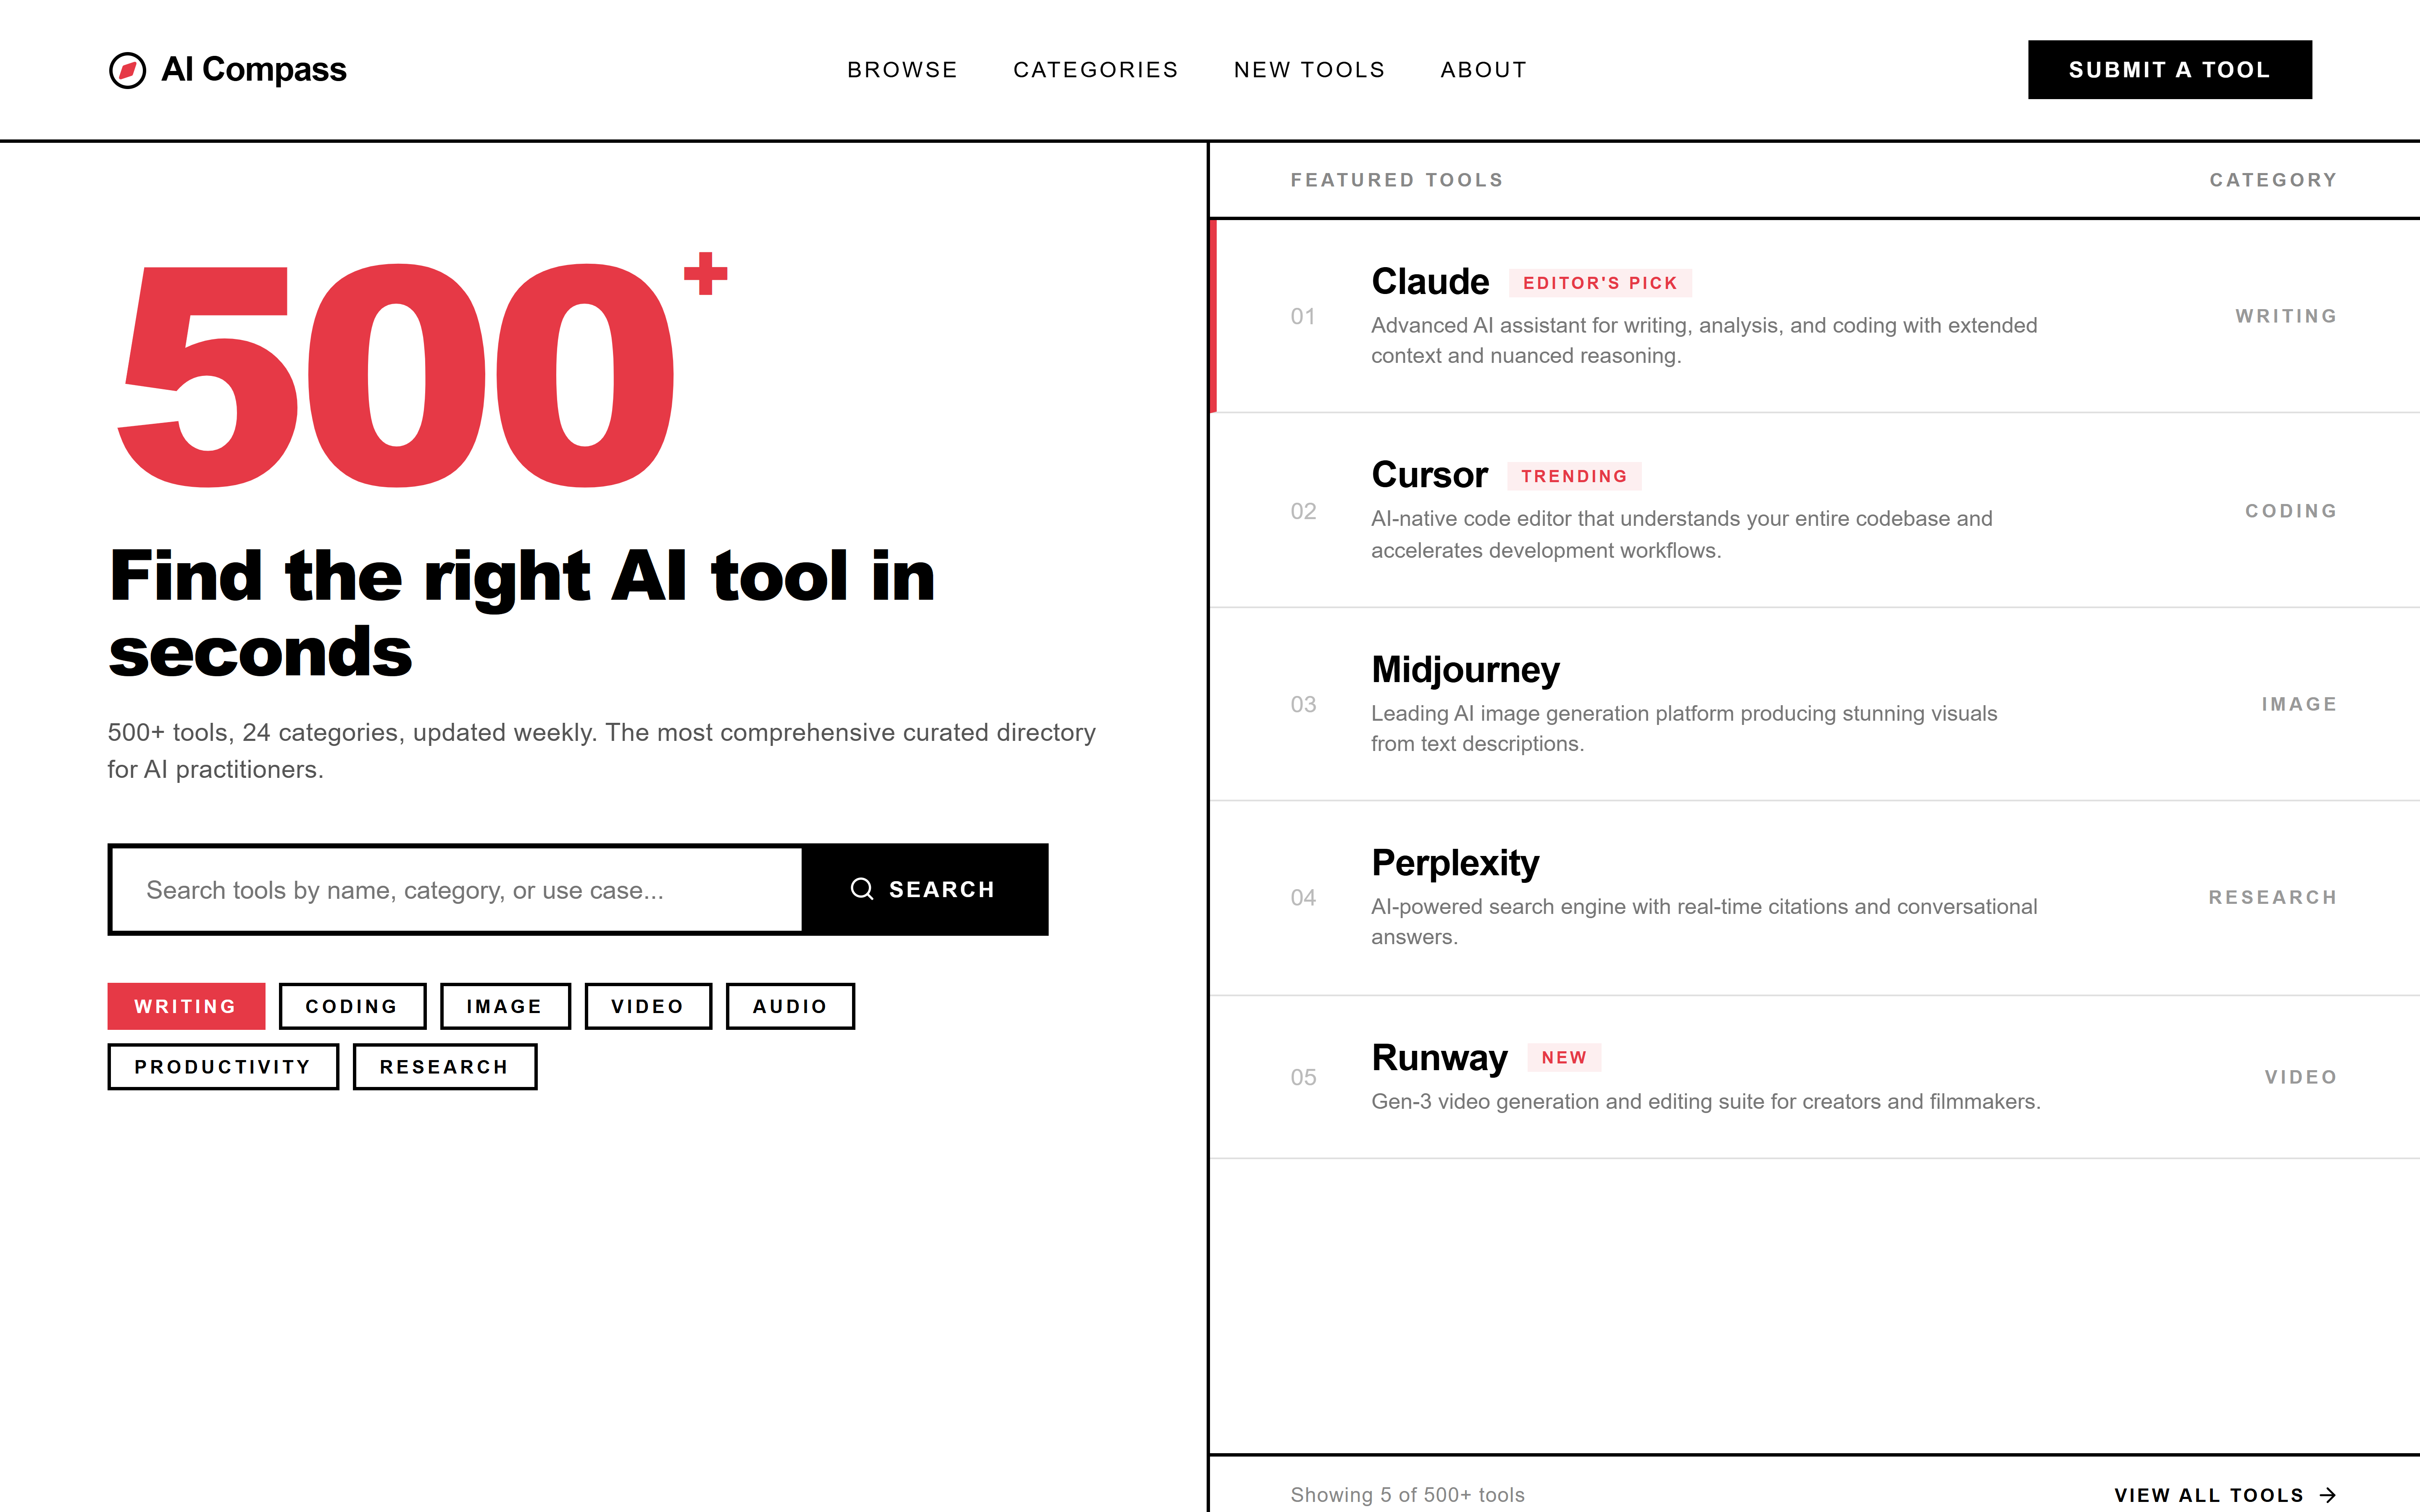 AI Compass
BROWSE CATEGORIES NEW TOOLS ABOUT
SUBMIT A TOOL
500+
Find the right AI tool in
seconds
500+ tools, 24 categories, updated weekly. The most comprehensive curated directory
for AI practitioners.
Search tools by name, category, or use case...
SEARCH
WRITING CODING IMAGE VIDEO AUDIO
PRODUCTIVITY RESEARCH
FEATURED TOOLS CATEGORY
01
Claude EDITOR'S PICK
Advanced AI assistant for writing, analysis, and coding with extended
context and nuanced reasoning.
WRITING
02
Cursor TRENDING
AI-native code editor that understands your entire codebase and
accelerates development workflows.
CODING
03
Midjourney
Leading AI image generation platform producing stunning visuals
from text descriptions.
IMAGE
04
Perplexity
AI-powered search engine with real-time citations and conversational
answers.
RESEARCH
05
Runway NEW
Gen-3 video generation and editing suite for creators and filmmakers.
VIDEO
Showing 5 of 500+ tools
VIEW ALL TOOLS →